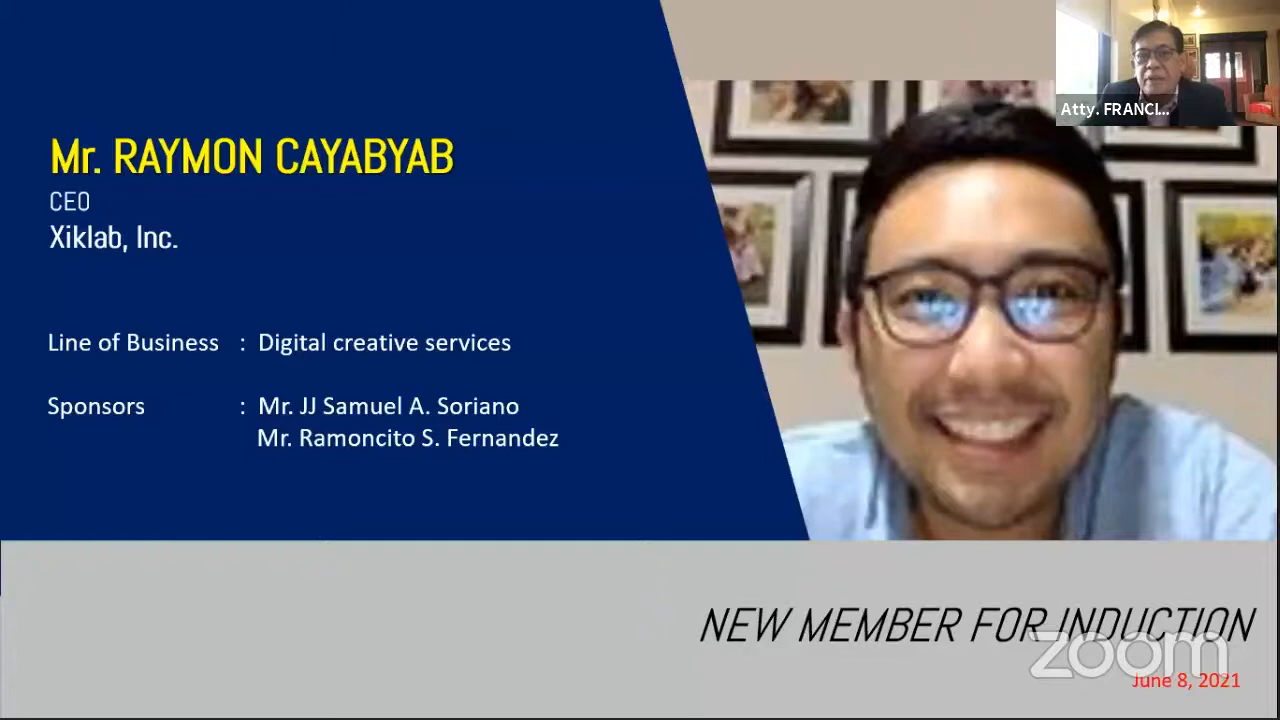 Atty. FRANCI...
Mr. RAYMON CAYABYAB
CEO
Xiklab, Inc.
Line of Business : Digital creative services
Sponsors : Mr. JJ Samuel A. Soriano
Mr. Ramoncito S. Fernandez
NEW MEMBER FOR INDUCTION
zoom
June 8, 2021